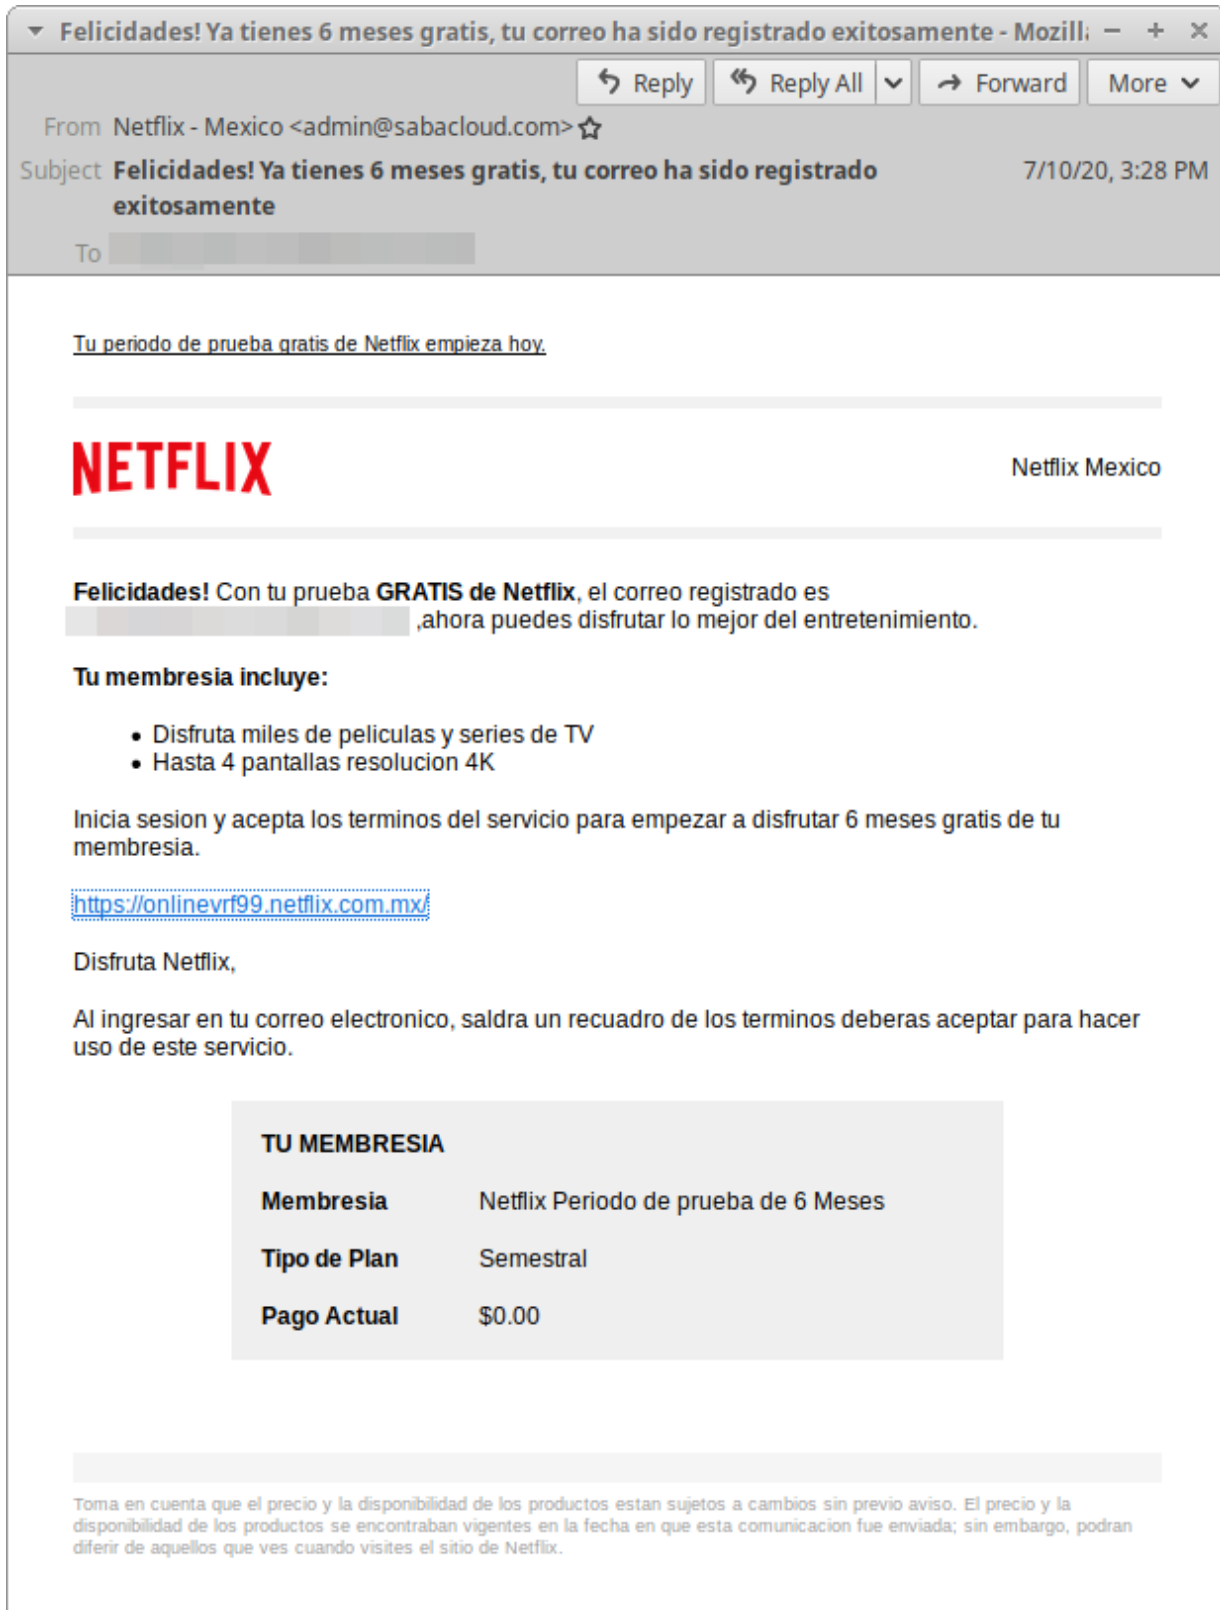 Felicidades! Ya tienes 6 meses gratis, tu correo ha sido registrado exitosamente - Mozill
Reply
Reply All
Forward
More
From Netflix - Mexico <admin@sabacloud.com>
Subject Felicidades! Ya tienes 6 meses gratis, tu correo ha sido registrado 7/10/20, 3:28 PM
exitosamente
To
Tu periodo de prueba gratis de Netflix empieza hoy.
NETFLIX
Netflix Mexico
Felicidades! Con tu prueba GRATIS de Netflix, el correo registrado es
,ahora puedes disfrutar lo mejor del entretenimiento.
Tu membresia incluye:
• Disfruta miles de peliculas y series de TV
• Hasta 4 pantallas resolucion 4K
Inicia sesion y acepta los terminos del servicio para empezar a disfrutar 6 meses gratis de tu
membresia.
https://onlinevrf99.netflix.com.mx/
Disfruta Netflix,
Al ingresar en tu correo electronico, saldra un recuadro de los terminos deberas aceptar para hacer
uso de este servicio.
TU MEMBRESIA
Membresia Netflix Periodo de prueba de 6 Meses
Tipo de Plan Semestral
Pago Actual $0.00
Toma en cuenta que el precio y la disponibilidad de los productos estan sujetos a cambios sin previo aviso. El precio y la
disponibilidad de los productos se encontraban vigentes en la fecha en que esta comunicacion fue enviada; sin embargo, podran
diferir de aquellos que ves cuando visites el sitio de Netflix.